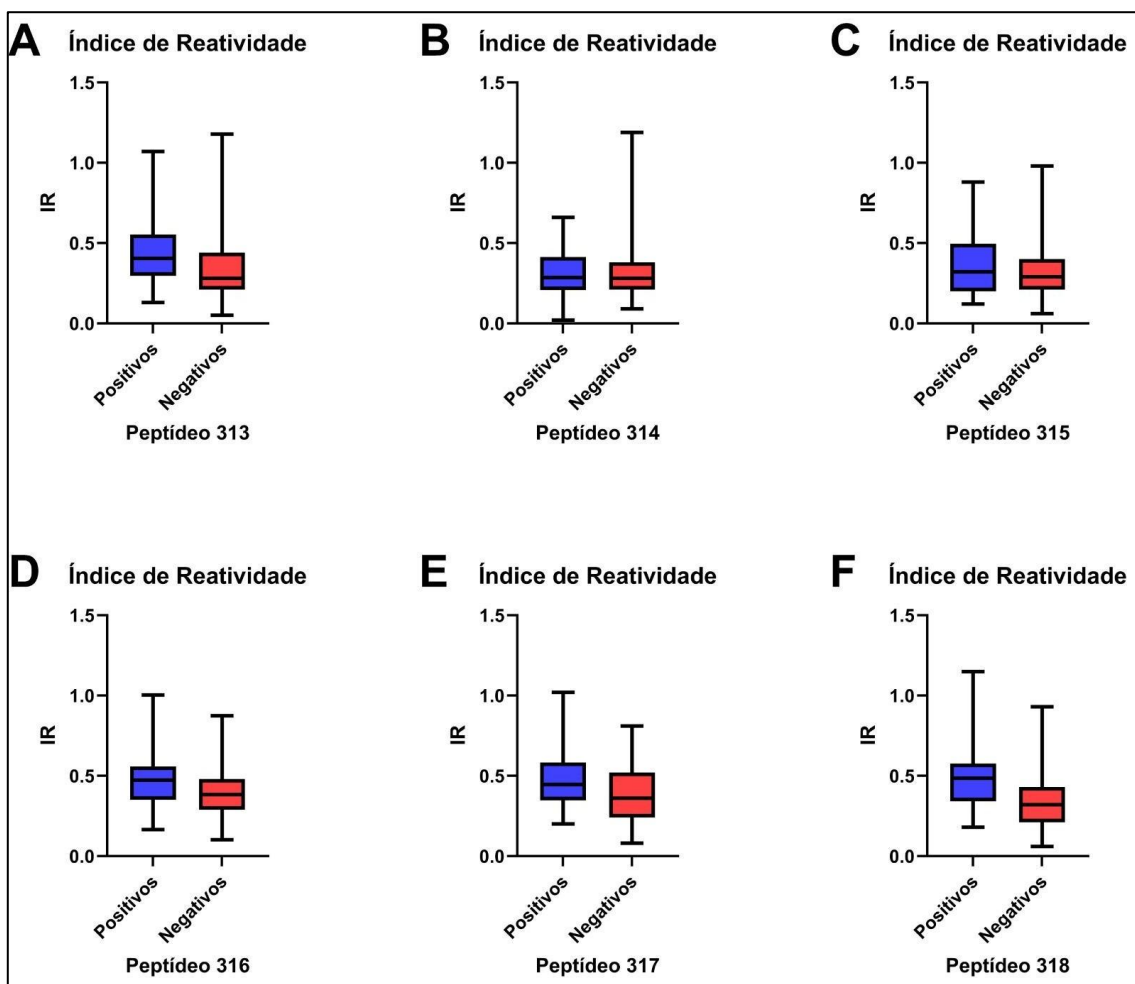 A Índice de Reatividade
1.5
1.0
0.5
0.0
IR
Positivos
Negativos
Peptídeo 313
B Índice de Reatividade
1.5
1.0
0.5
0.0
IR
Positivos
Negativos
Peptídeo 314
C Índice de Reatividade
1.5
1.0
0.5
0.0
IR
Positivos
Negativos
Peptídeo 315
D Índice de Reatividade
1.5
1.0
0.5
0.0
IR
Positivos
Negativos
Peptídeo 316
E Índice de Reatividade
1.5
1.0
0.5
0.0
IR
Positivos
Negativos
Peptídeo 317
F Índice de Reatividade
1.5
1.0
0.5
0.0
IR
Positivos
Negativos
Peptídeo 318